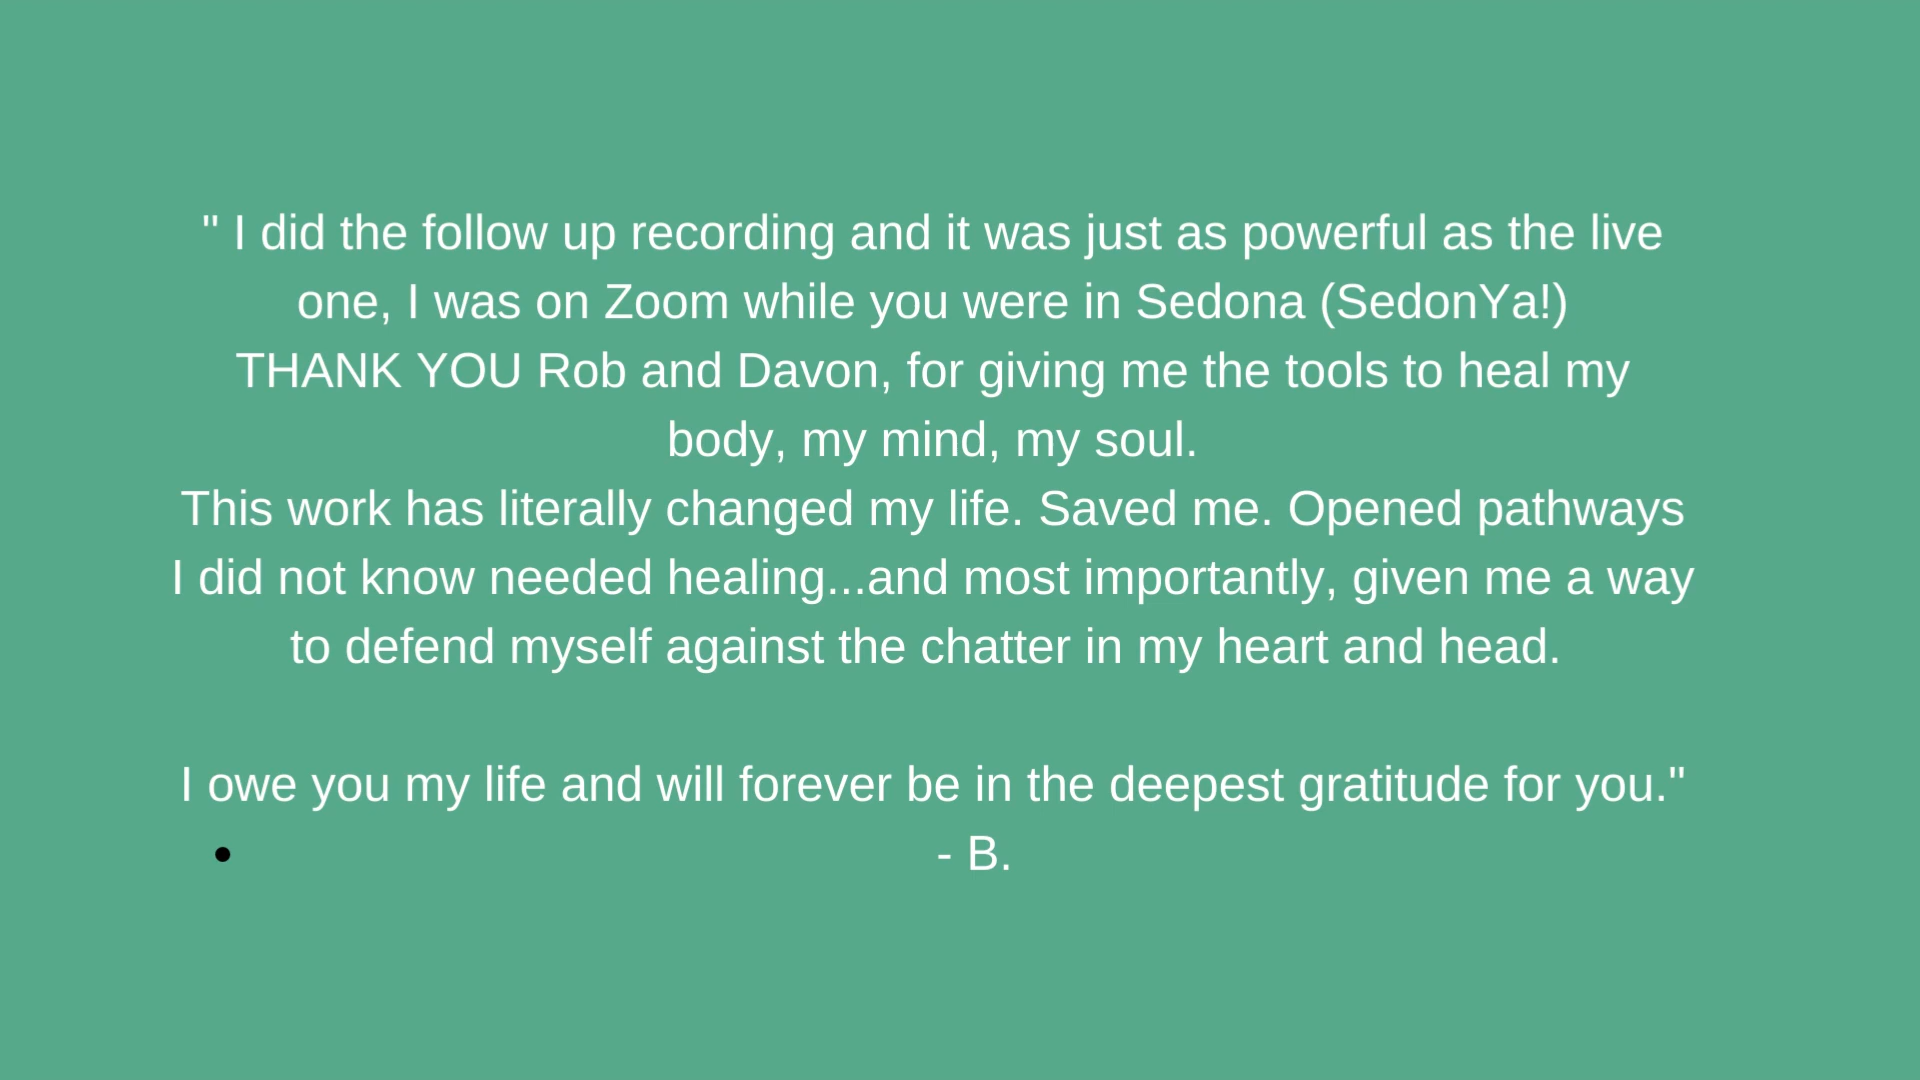 " I did the follow up recording and it was just as powerful as the live
one, I was on Zoom while you were in Sedona (SedonYa!)
THANK YOU Rob and Davon, for giving me the tools to heal my
body, my mind, my soul.
This work has literally changed my life. Saved me. Opened pathways
I did not know needed healing...and most importantly, given me a way
to defend myself against the chatter in my heart and head.
I owe you my life and will forever be in the deepest gratitude for you."
• - B.